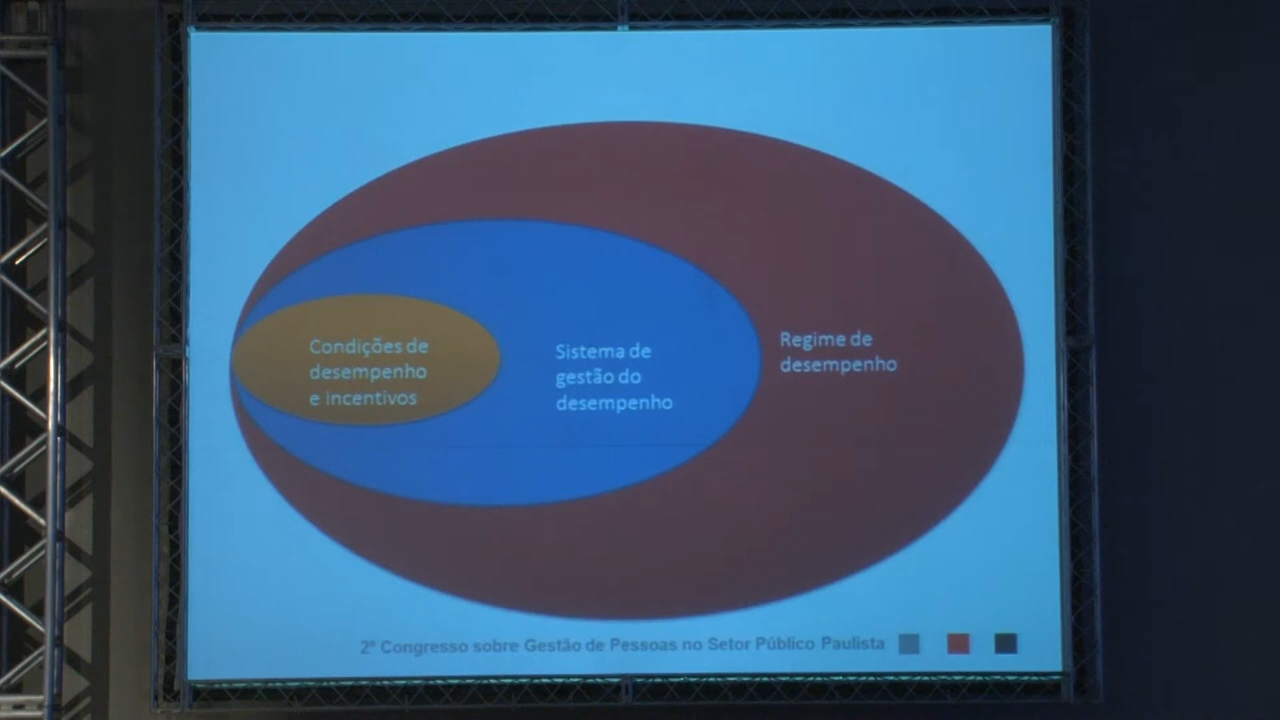 Condições de
desempenho
e incentivos
Sistema de
gestão do
desempenho
Regime de
desempenho
2º Congresso sobre Gestão de Pessoas no Setor Público Paulista